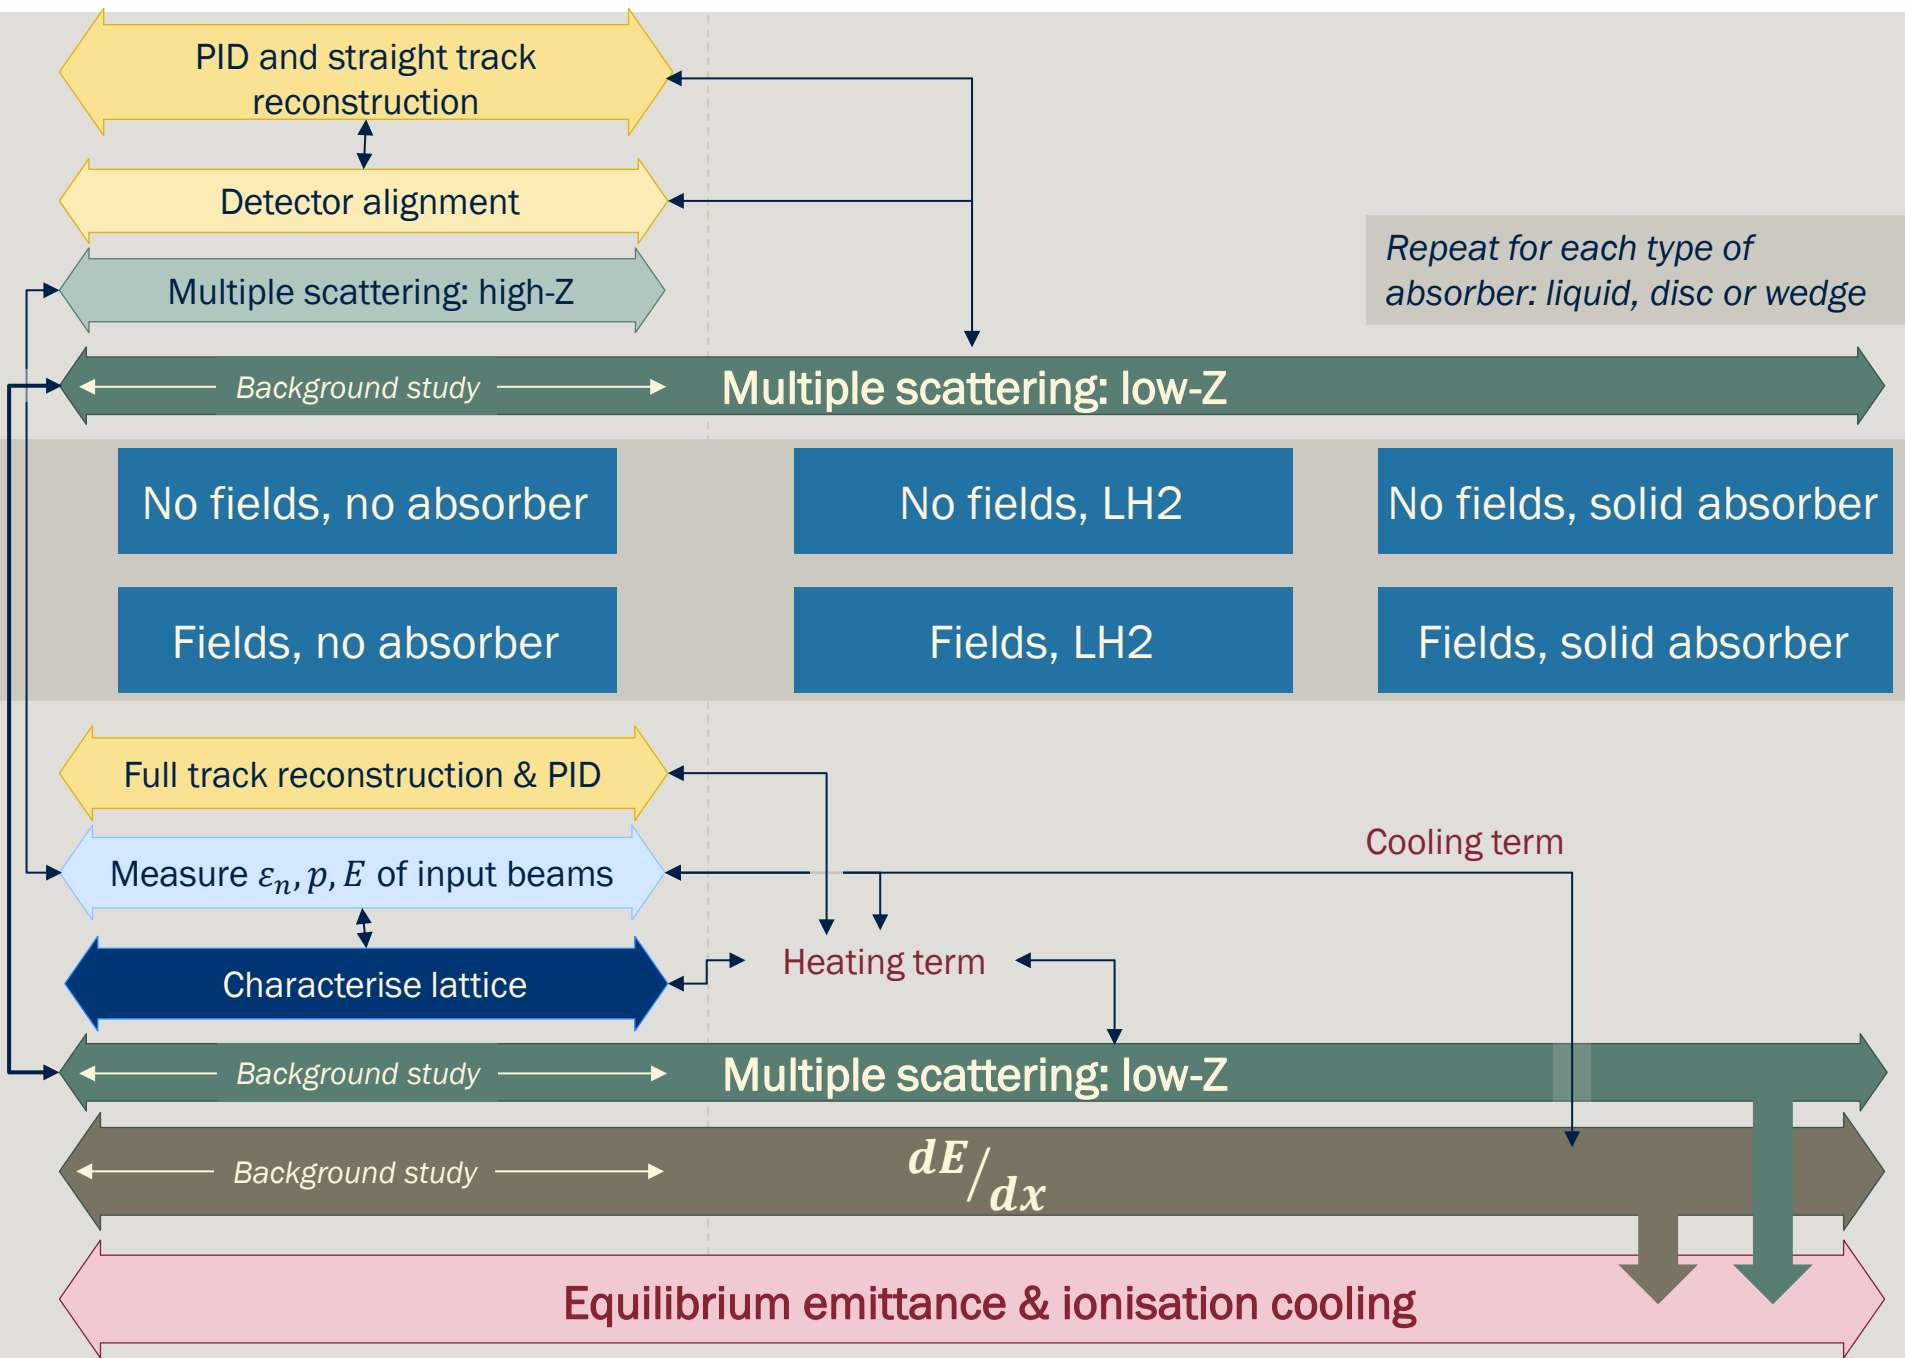 PID and straight track
reconstruction
Detector alignment
Repeat for each type of
absorber: liquid, disc or wedge
Multiple scattering: high-Z
Background study
Multiple scattering: low-Z
No fields, no absorber
No fields, LH2
No fields, solid absorber
Fields, no absorber
Fields, LH2
Fields, solid absorber
Full track reconstruction & PID
Cooling term
Measure εn, p, E of input beams
Heating term
Characterise lattice
Background study
Multiple scattering: low-Z
Background study
dE/dx
Equilibrium emittance & ionisation cooling